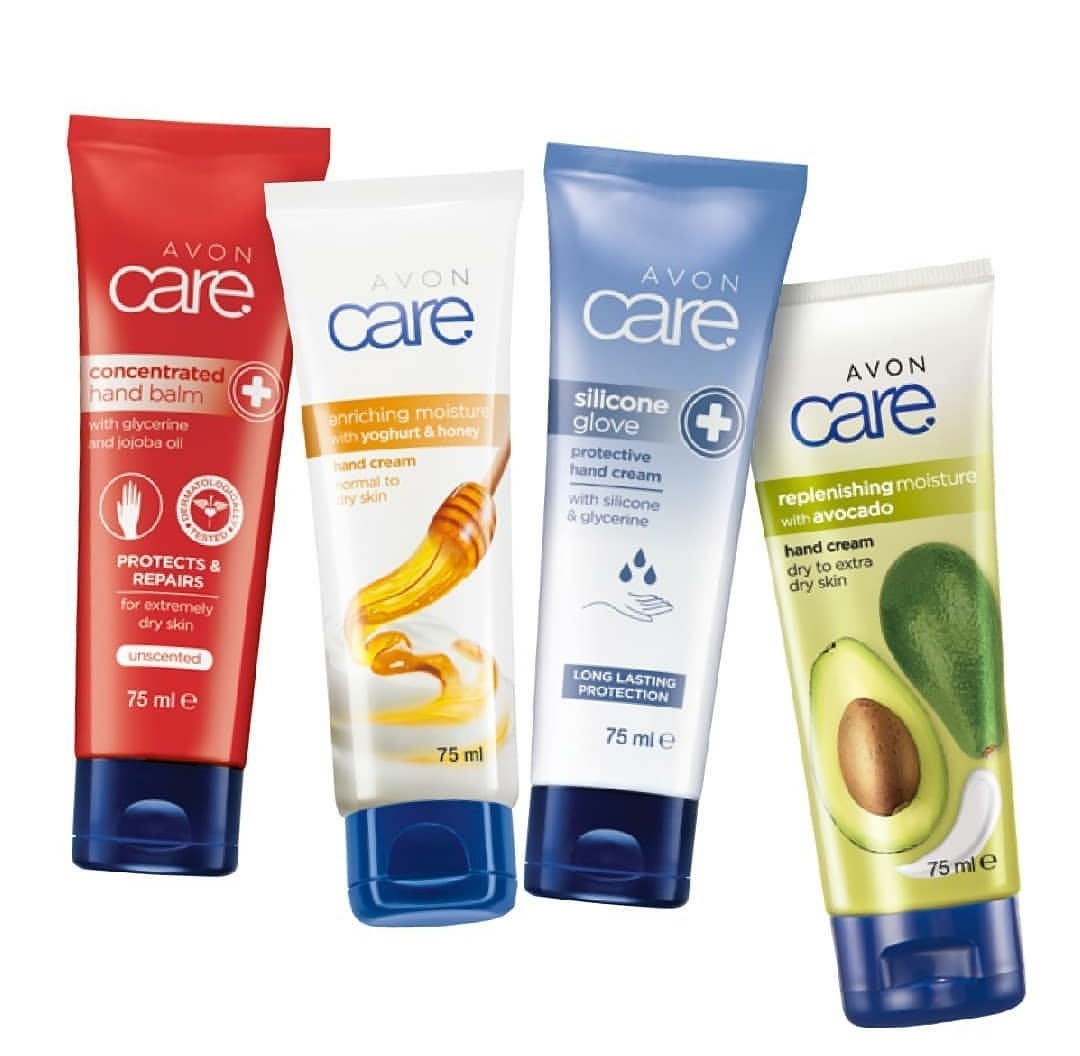 AVON
care.
concentrated
hand balm
with glycerine
and jojoba oil
DERMATOLOGICALLY
TESTED
PROTECTS &
REPAIRS
for extremely
dry skin
unscented
75 ml e
AVON
care.
enriching moisture
with yoghurt & honey
hand cream
normal to
dry skin
75 ml
AVON
care.
silicone
glove
protective
hand cream
with silicone
& glycerine
LONG LASTING
PROTECTION
75 ml e
AVON
care.
replenishing moisture
with avocado
hand cream
dry to extra
dry skin
75 ml e